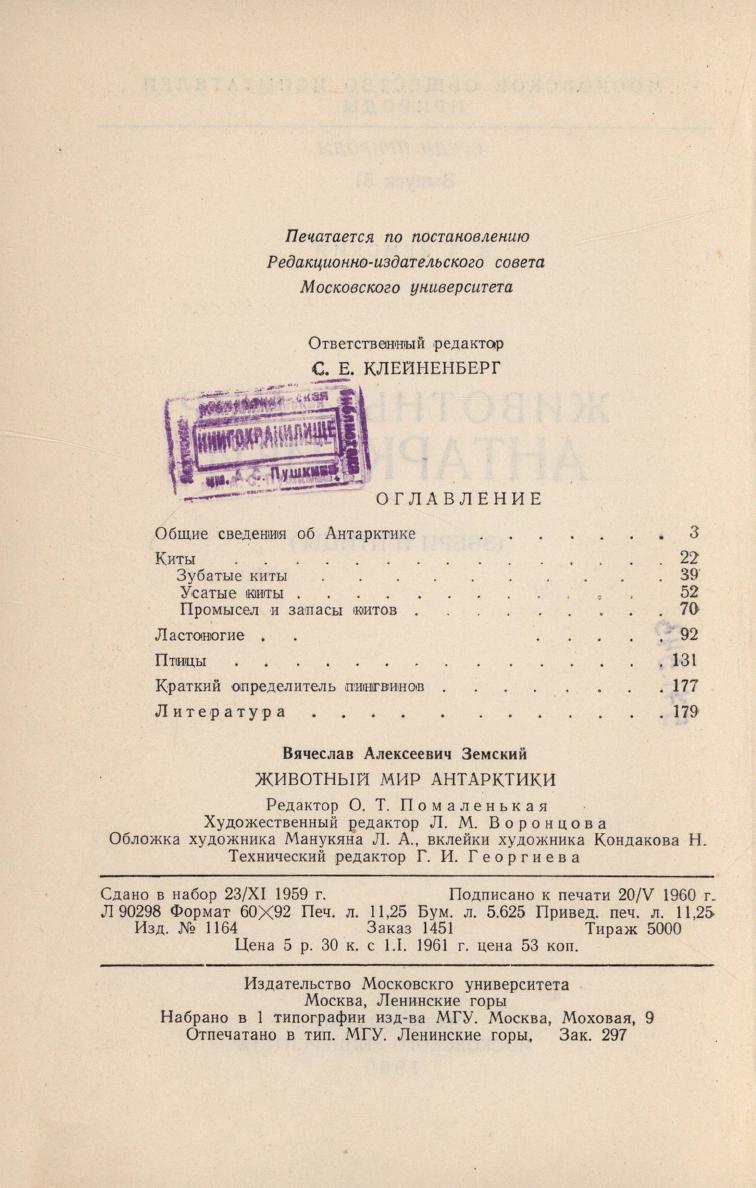 Печатается по постановлению
Редакционно-издательского совета
Московского университета
Ответственный редактор
С. Е. КЛЕЙНЕНБЕРГ
КНИГОХРАНИЛИЩЕ
им. А. С. Пушкина
библиотека
ОГЛАВЛЕНИЕ
Общие сведения об Антарктике . . . . . . . 3
Киты . . . . . . . . . . . . . 22
Зубатые киты . . . . . . . . . . 39
Усатые киты . . . . . . . . . . . 52
Промысел и запасы китов . . . . . . . . 70
Ластоногие . . . . . . . 92
Птицы . . . . . . . . . . . . . 131
Краткий определитель пингвинов . . . . . . . 177
Литература . . . . . . . . . . 179
Вячеслав Алексеевич Земский
ЖИВОТНЫЙ МИР АНТАРКТИКИ
Редактор О. Т. Помаленькая
Художественный редактор Л. М. Воронцова
Обложка художника Манукяна Л. А., вклейки художника Кондакова Н.
Технический редактор Г. И. Георгиева
Сдано в набор 23/XI 1959 г. Подписано к печати 20/V 1960 г.
Л 90298 Формат 60×92 Печ. л. 11,25 Бум. л. 5.625 Привед. печ. л. 11,25
Изд. № 1164 Заказ 1451 Тираж 5000
Цена 5 р. 30 к. с 1.I. 1961 г. цена 53 коп.
Издательство Московскго университета
Москва, Ленинские горы
Набрано в 1 типографии изд-ва МГУ. Москва, Моховая, 9
Отпечатано в тип. МГУ. Ленинские горы, Зак. 297